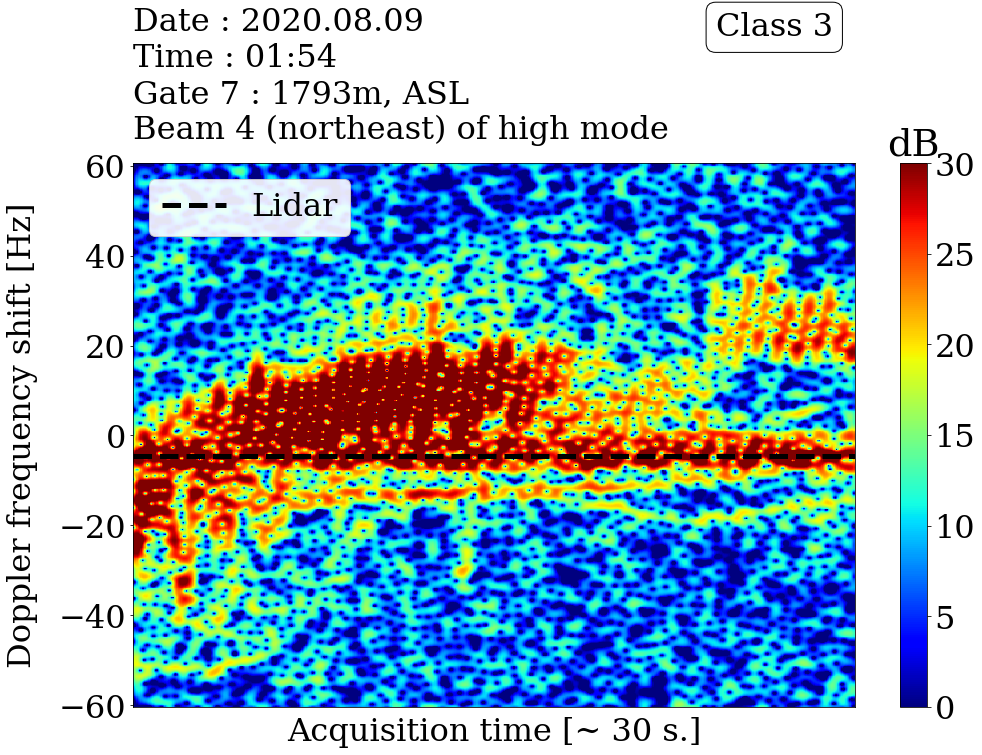 Date : 2020.08.09
Time : 01:54
Gate 7 : 1793m, ASL
Beam 4 (northeast) of high mode
Class 3
dB
Lidar
Doppler frequency shift [Hz]
60
40
20
0
−20
−40
−60
30
25
20
15
10
5
0
Acquisition time [~ 30 s.]